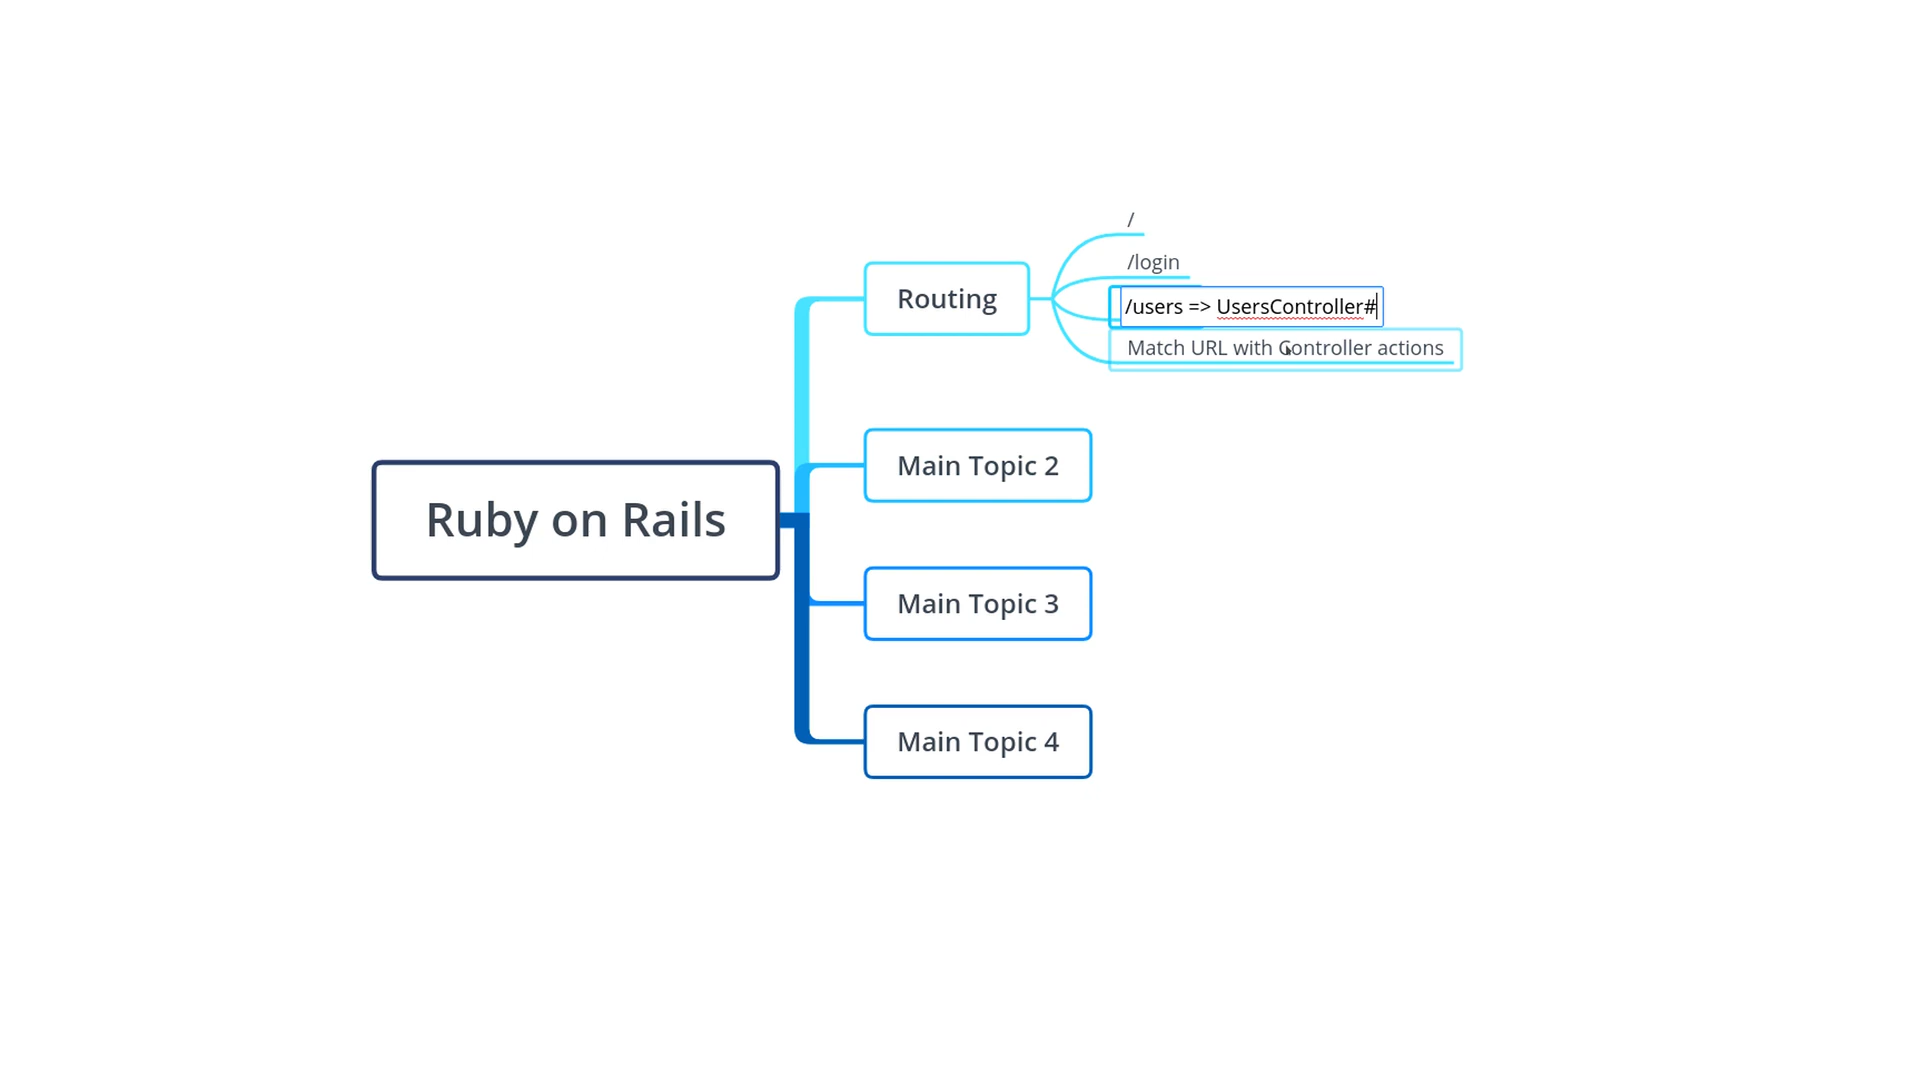 /
/login
Routing
/users => UsersController#
Match URL with Controller actions
Main Topic 2
Ruby on Rails
Main Topic 3
Main Topic 4